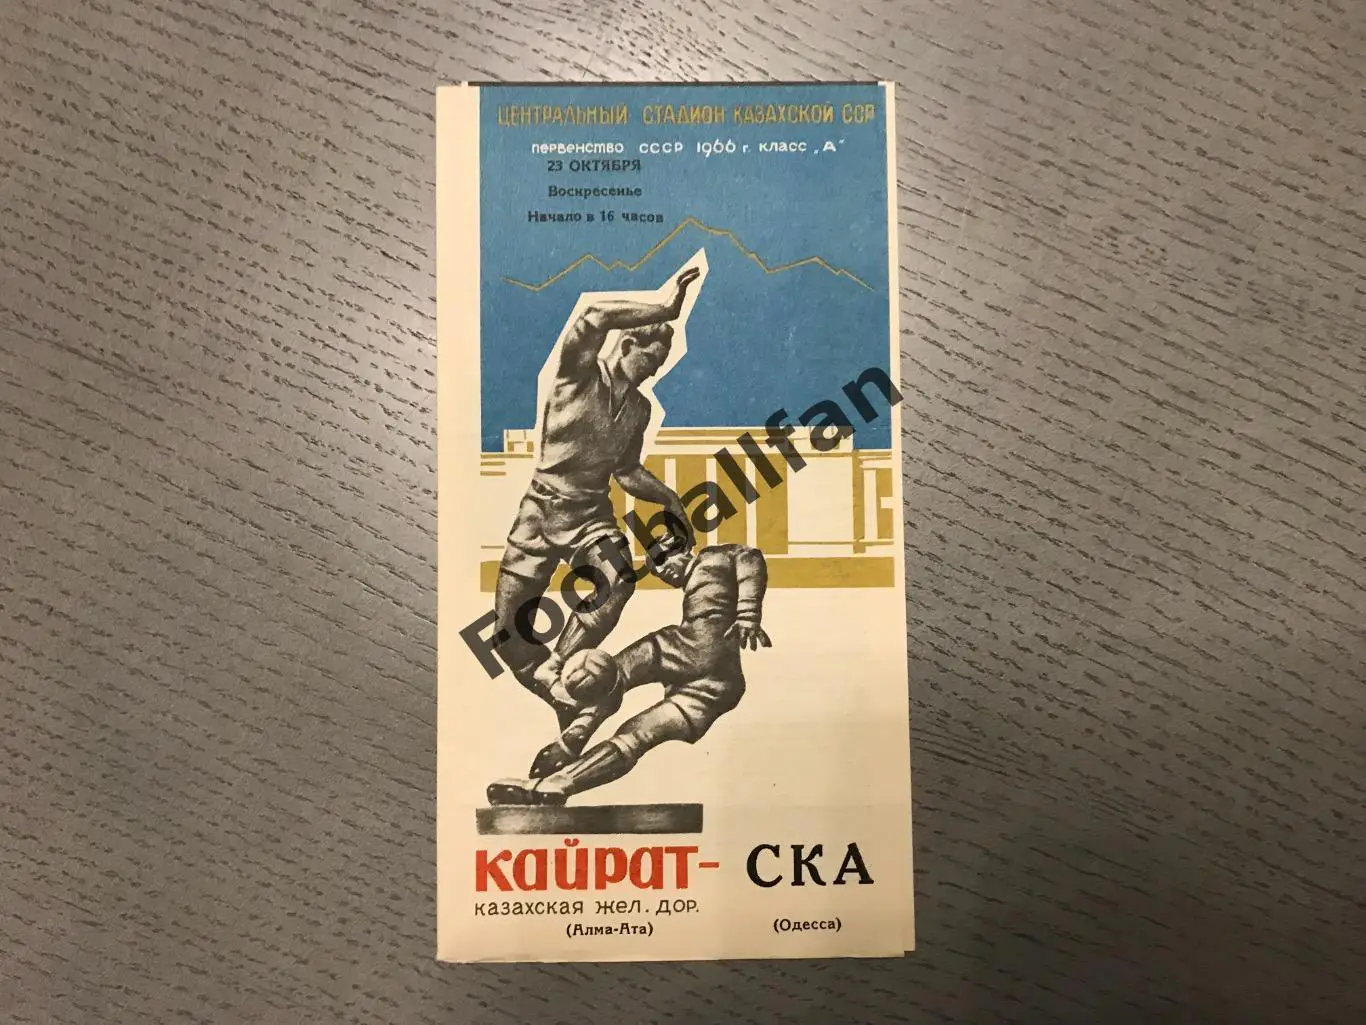 ЦЕНТРАЛЬНЫЙ СТАДИОН КАЗАХСКОЙ ССР
ПЕРВЕНСТВО СССР 1966 г. КЛАСС „А"
23 ОКТЯБРЯ
Воскресенье
Начало в 16 часов
Footballfan
Кайрат- СКА
КАЗАХСКАЯ ЖЕЛ. ДОР.
(Алма-Ата) (Одесса)